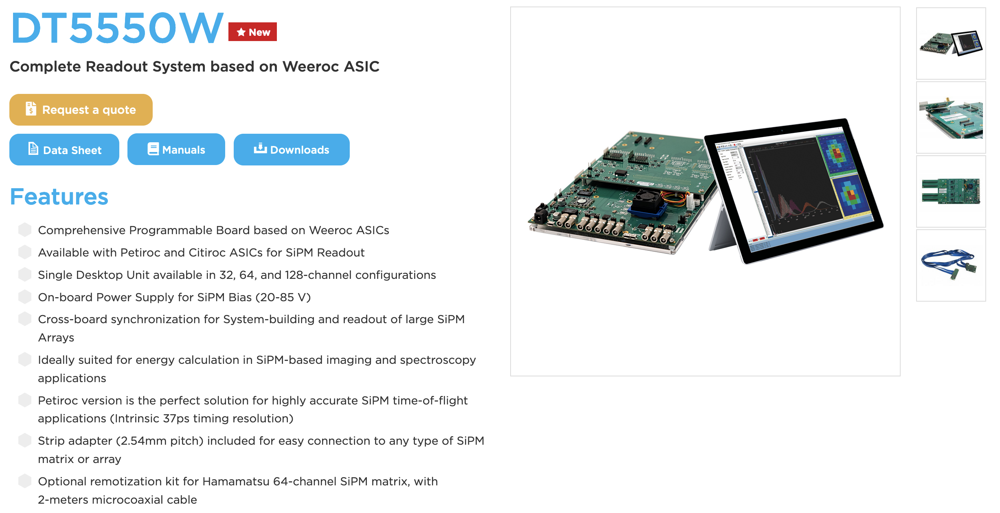 DT5550W
New
Complete Readout System based on Weeroc ASIC
Request a quote
Data Sheet
Manuals
Downloads
Features
Comprehensive Programmable Board based on Weeroc ASICs
Available with Petiroc and Citiroc ASICs for SiPM Readout
Single Desktop Unit available in 32, 64, and 128-channel configurations
On-board Power Supply for SiPM Bias (20-85 V)
Cross-board synchronization for System-building and readout of large SiPM
Arrays
Ideally suited for energy calculation in SiPM-based imaging and spectroscopy
applications
Petiroc version is the perfect solution for highly accurate SiPM time-of-flight
applications (Intrinsic 37ps timing resolution)
Strip adapter (2.54mm pitch) included for easy connection to any type of SiPM
matrix or array
Optional remotization kit for Hamamatsu 64-channel SiPM matrix, with
2-meters microcoaxial cable